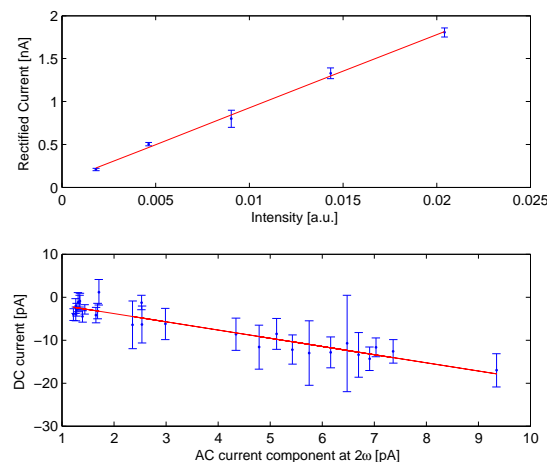 2
1.5
1
0.5
0
Rectified Current [nA]
0 0.005 0.01 0.015 0.02 0.025
Intensity [a.u.]
10
0
−10
−20
−30
DC current [pA]
1 2 3 4 5 6 7 8 9 10
AC current component at 2ω [pA]